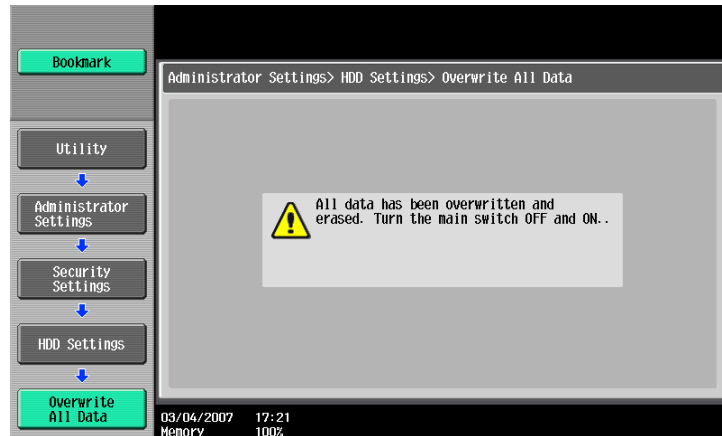 Bookmark
Administrator Settings> HDD Settings> Overwrite All Data
Utility
Administrator
Settings
Security
Settings
HDD Settings
Overwrite
All Data
All data has been overwritten and
erased. Turn the main switch OFF and ON..
03/04/2007 17:21
Memory 100%